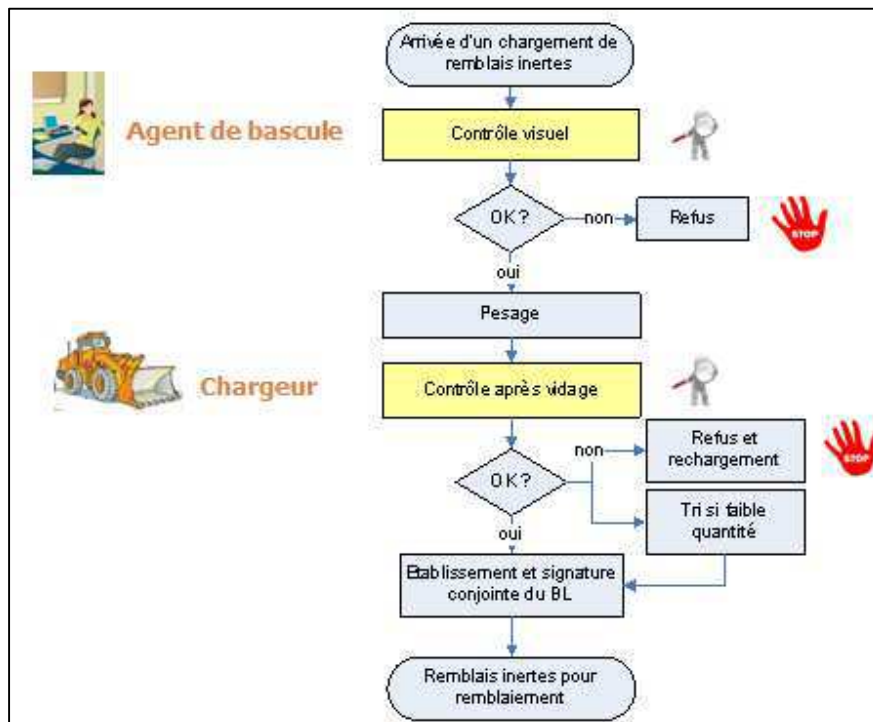 Arrivée d'un chargement de
remblais inertes
Agent de bascule
Contrôle visuel
OK ?
non
Refus
STOP
oui
Pesage
Chargeur
Contrôle après vidage
non
Refus et
rechargement
STOP
OK ?
Tri si faible
quantité
oui
Etablissement et signature
conjointe du BL
Remblais inertes pour
remblaiement